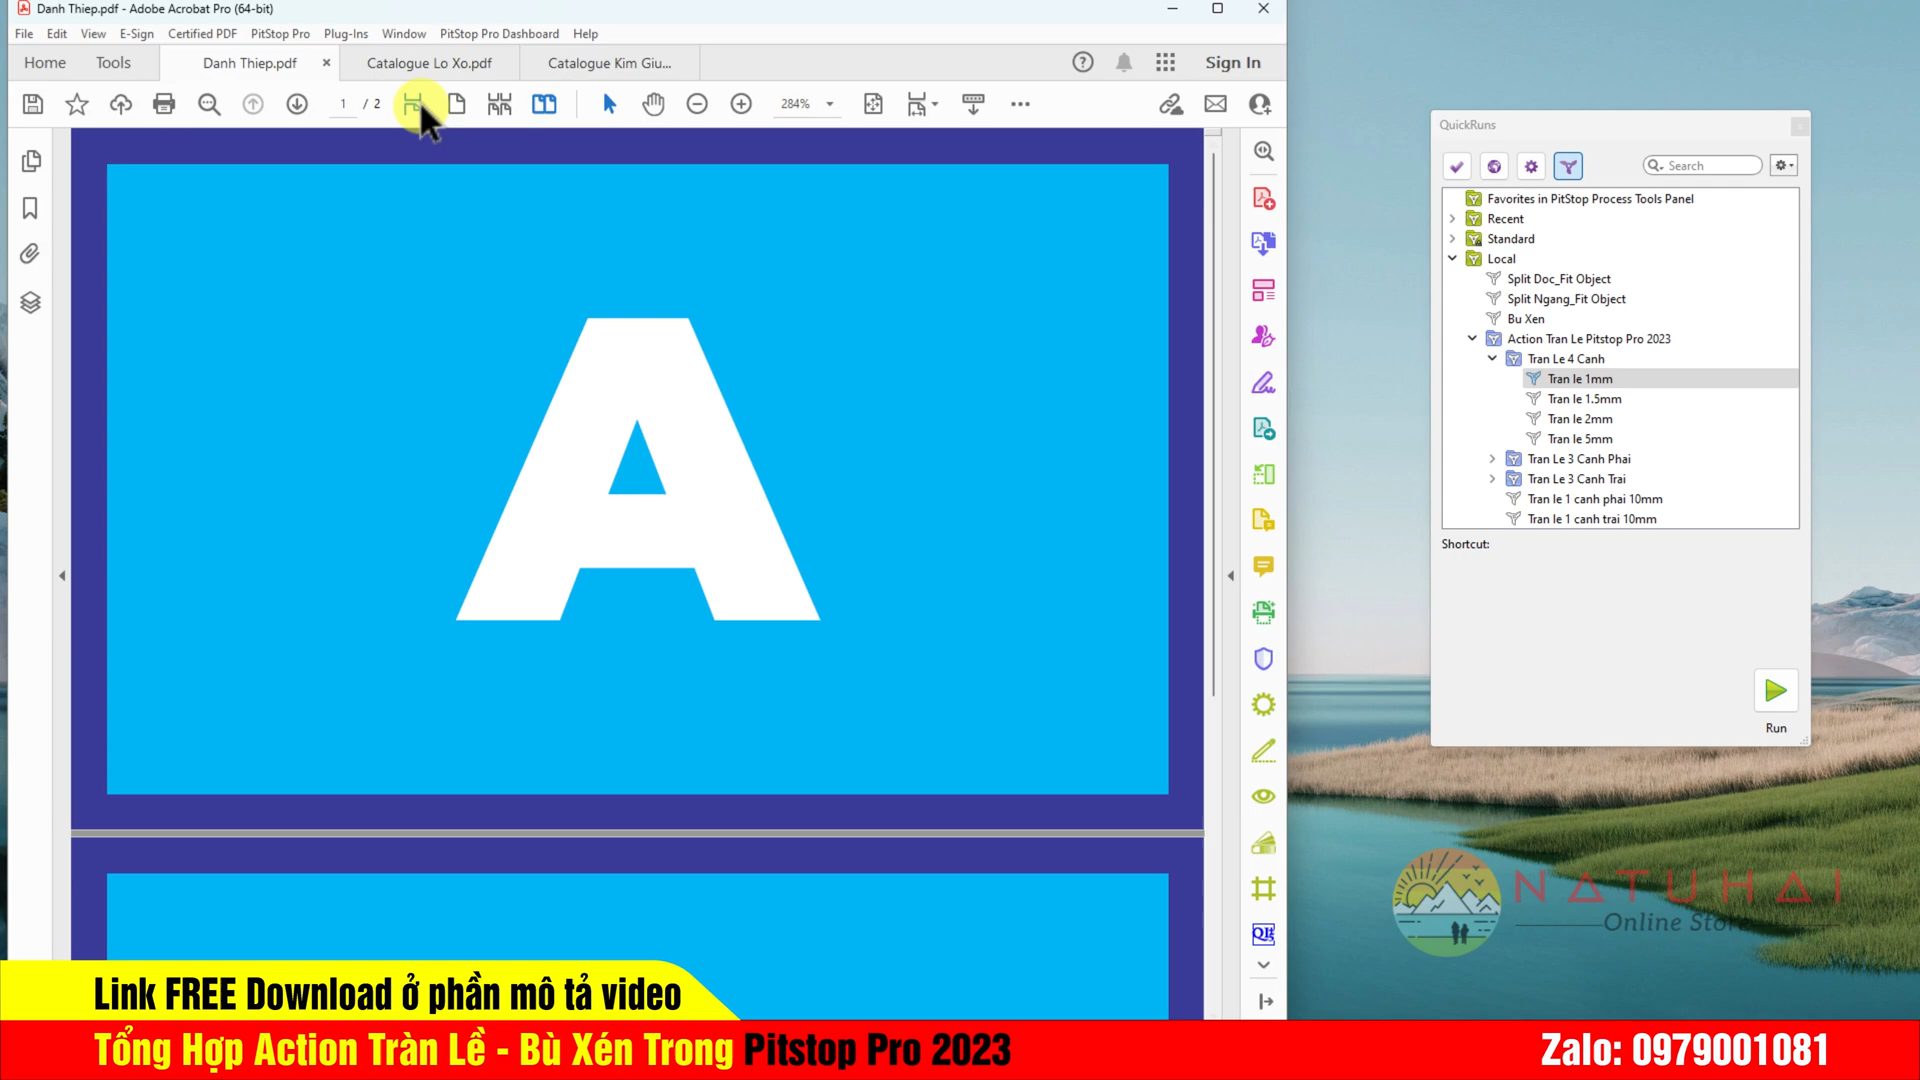 Danh Thiep.pdf - Adobe Acrobat Pro (64-bit)
File Edit View E-Sign Certified PDF PitStop Pro Plug-Ins Window PitStop Pro Dashboard Help
Home Tools Danh Thiep.pdf × Catalogue Lo Xo.pdf Catalogue Kim Giu... Sign In
1 / 2 284%
A
QuickRuns
Search
Favorites in PitStop Process Tools Panel
Recent
Standard
Local
Split Doc_Fit Object
Split Ngang_Fit Object
Bu Xen
Action Tran Le Pitstop Pro 2023
Tran Le 4 Canh
Tran le 1mm
Tran le 1.5mm
Tran le 2mm
Tran le 5mm
Tran Le 3 Canh Phai
Tran Le 3 Canh Trai
Tran le 1 canh phai 10mm
Tran le 1 canh trai 10mm
Shortcut:
Run
NATUHAI
Online Store
Link FREE Download ở phần mô tả video
Tổng Hợp Action Tràn Lề - Bù Xén Trong Pitstop Pro 2023
Zalo: 0979001081